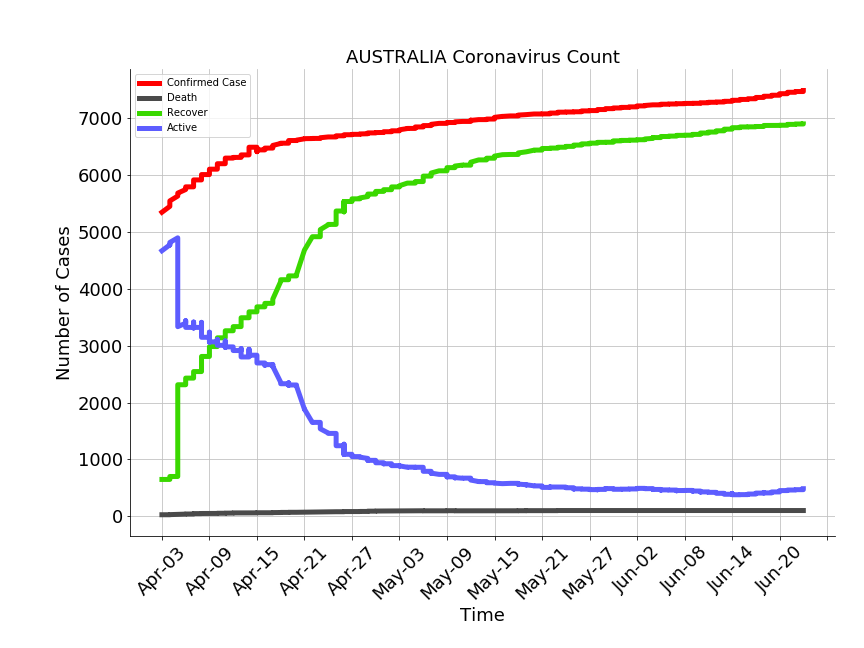 AUSTRALIA Coronavirus Count
Confirmed Case
Death
Recover
Active
Number of Cases
7000
6000
5000
4000
3000
2000
1000
0
Apr-03
Apr-09
Apr-15
Apr-21
Apr-27
May-03
May-09
May-15
May-21
May-27
Jun-02
Jun-08
Jun-14
Jun-20
Time